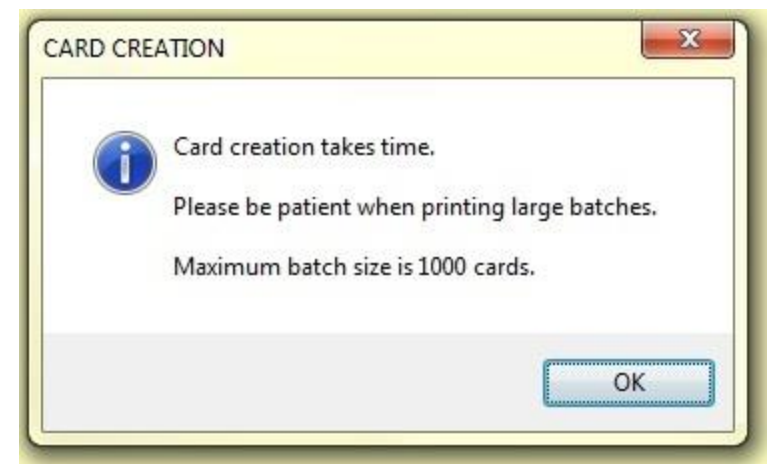 CARD CREATION
Card creation takes time.
Please be patient when printing large batches.
Maximum batch size is 1000 cards.
OK